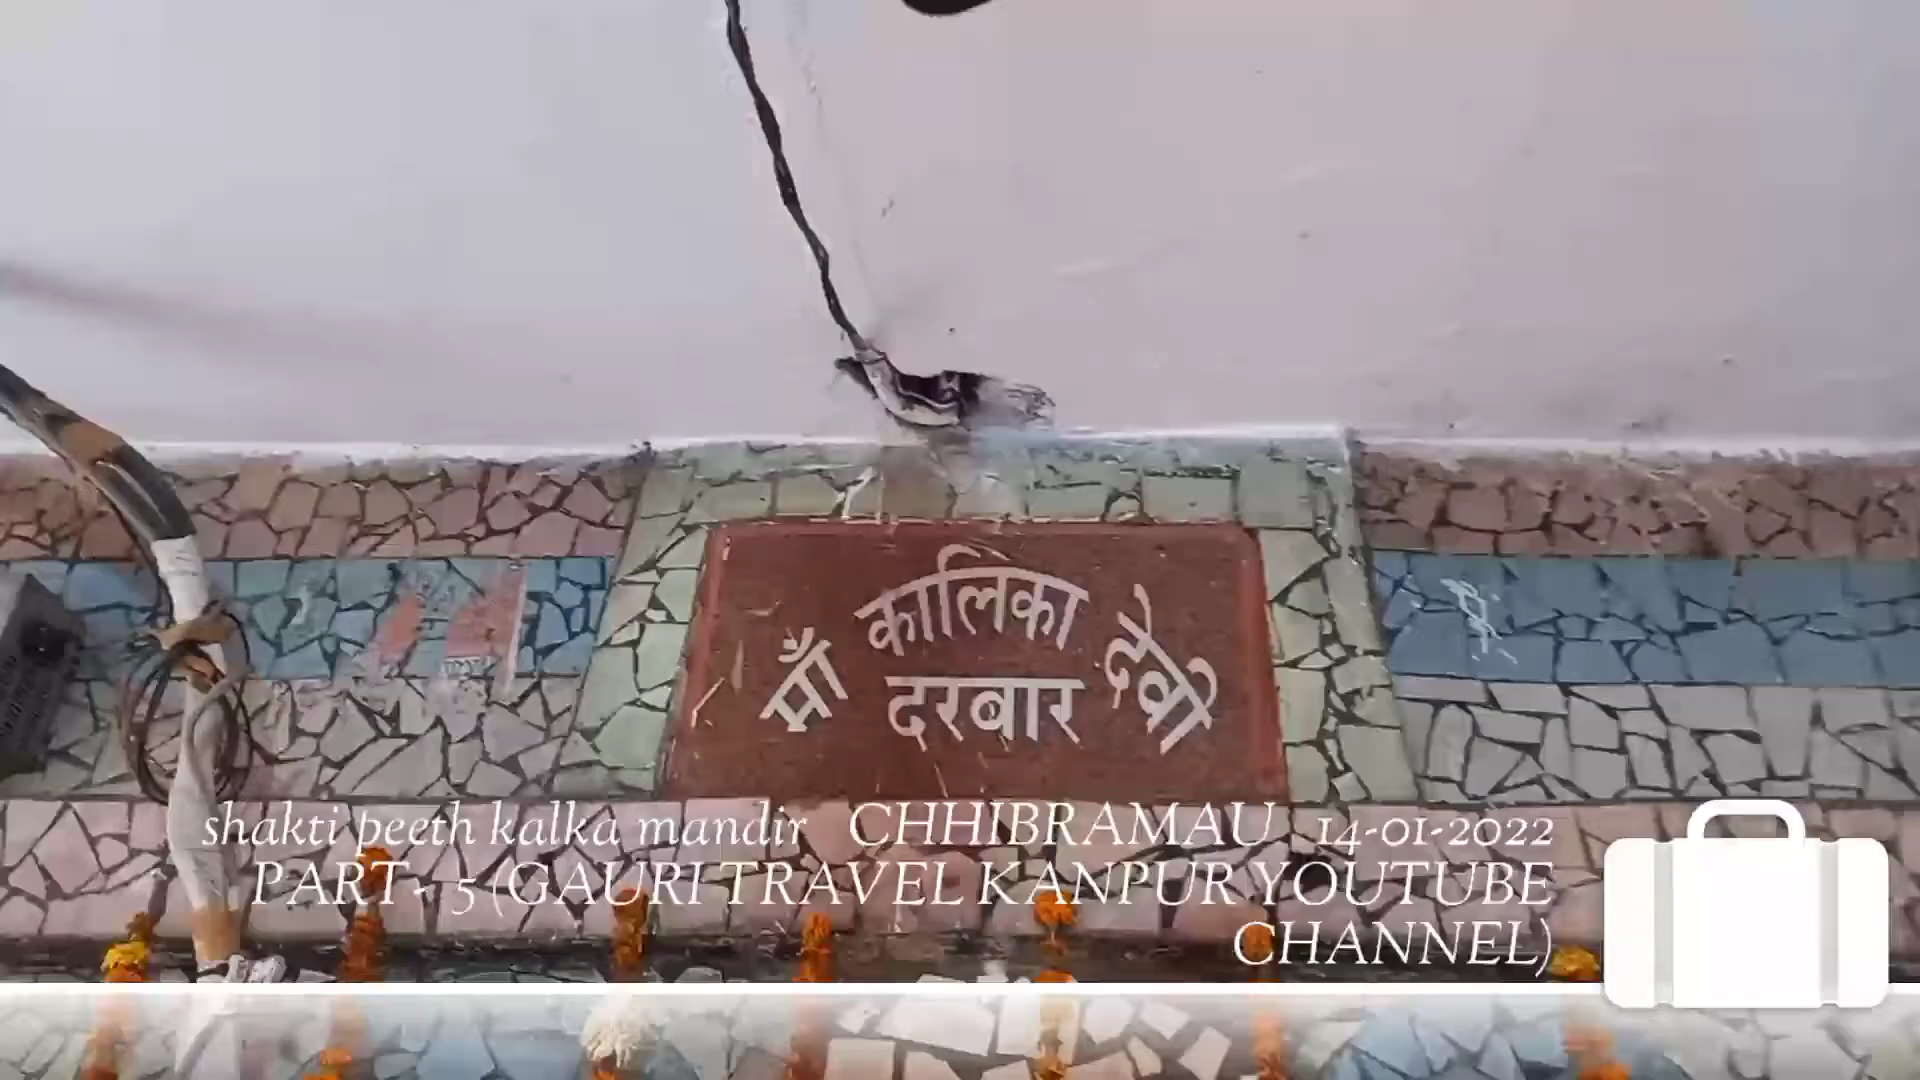 माँ कालिका देवी
दरबार
shakti peeth kalka mandir CHHIBRAMAU 14-01-2022
PART- 5 (GAURI TRAVEL KANPUR YOUTUBE
CHANNEL)